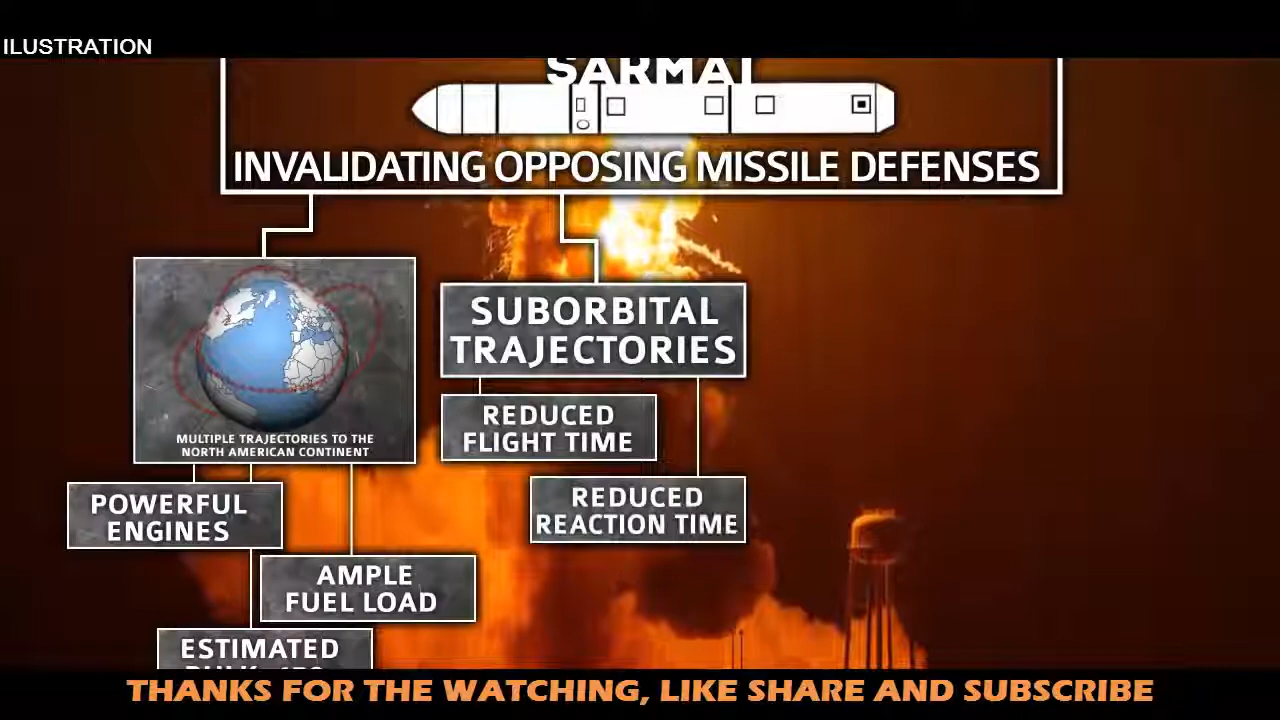 ILUSTRATION
SARMAT
INVALIDATING OPPOSING MISSILE DEFENSES
MULTIPLE TRAJECTORIES TO THE
NORTH AMERICAN CONTINENT
SUBORBITAL
TRAJECTORIES
REDUCED
FLIGHT TIME
REDUCED
REACTION TIME
POWERFUL
ENGINES
AMPLE
FUEL LOAD
ESTIMATED
THANKS FOR THE WATCHING, LIKE SHARE AND SUBSCRIBE